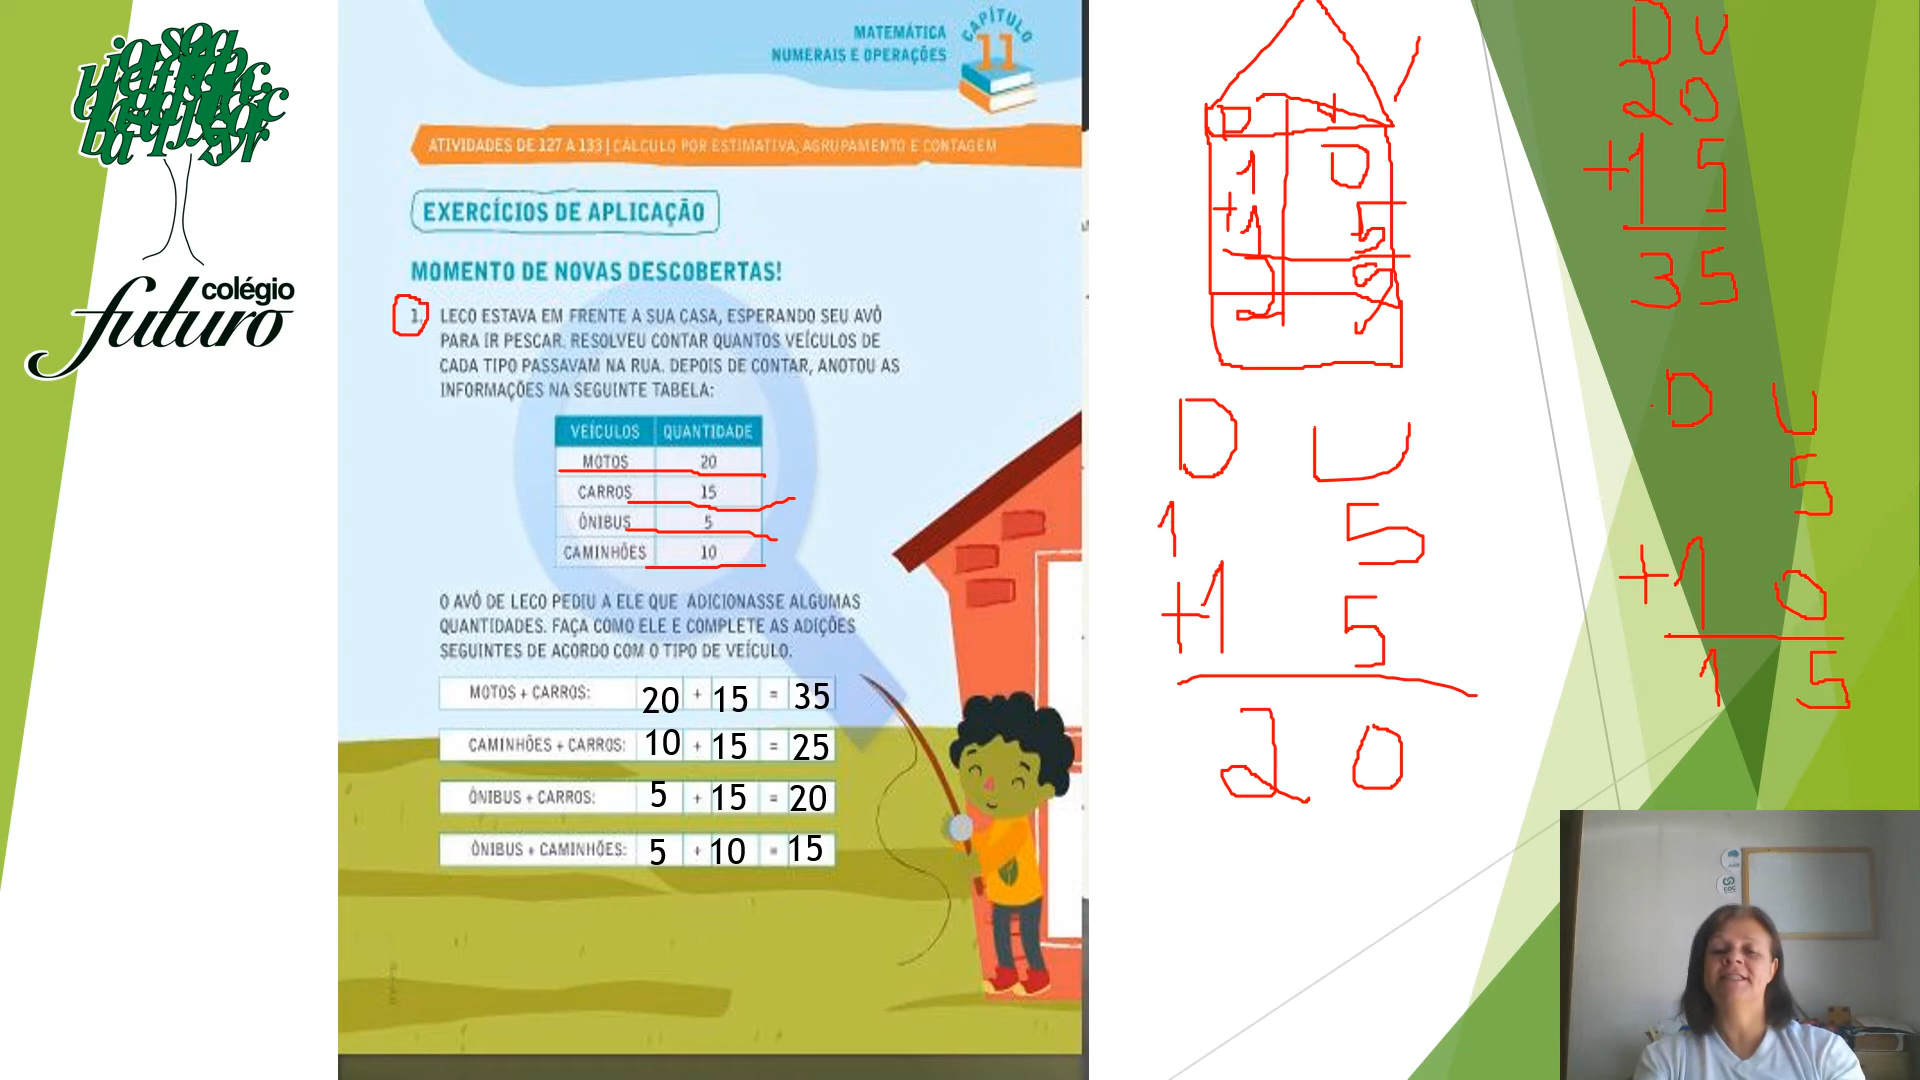 colégio
futuro
MATEMÁTICA
NUMERAIS E OPERAÇÕES
CAPÍTULO
11
ATIVIDADES DE 127 A 133 | CÁLCULO POR ESTIMATIVA, AGRUPAMENTO E CONTAGEM
EXERCÍCIOS DE APLICAÇÃO
MOMENTO DE NOVAS DESCOBERTAS!
1. LECO ESTAVA EM FRENTE A SUA CASA, ESPERANDO SEU AVÔ
PARA IR PESCAR. RESOLVEU CONTAR QUANTOS VEÍCULOS DE
CADA TIPO PASSAVAM NA RUA. DEPOIS DE CONTAR, ANOTOU AS
INFORMAÇÕES NA SEGUINTE TABELA:
VEÍCULOS QUANTIDADE
MOTOS 20
CARROS 15
ÔNIBUS 5
CAMINHÕES 10
O AVÔ DE LECO PEDIU A ELE QUE ADICIONASSE ALGUMAS
QUANTIDADES. FAÇA COMO ELE E COMPLETE AS ADIÇÕES
SEGUINTES DE ACORDO COM O TIPO DE VEÍCULO.
MOTOS + CARROS: 20 + 15 = 35
CAMINHÕES + CARROS: 10 + 15 = 25
ÔNIBUS + CARROS: 5 + 15 = 20
ÔNIBUS + CAMINHÕES: 5 + 10 = 15
D U
1 5
+1 5
2 0
D U
20
+15
35
D U
5
+1 0
1 5